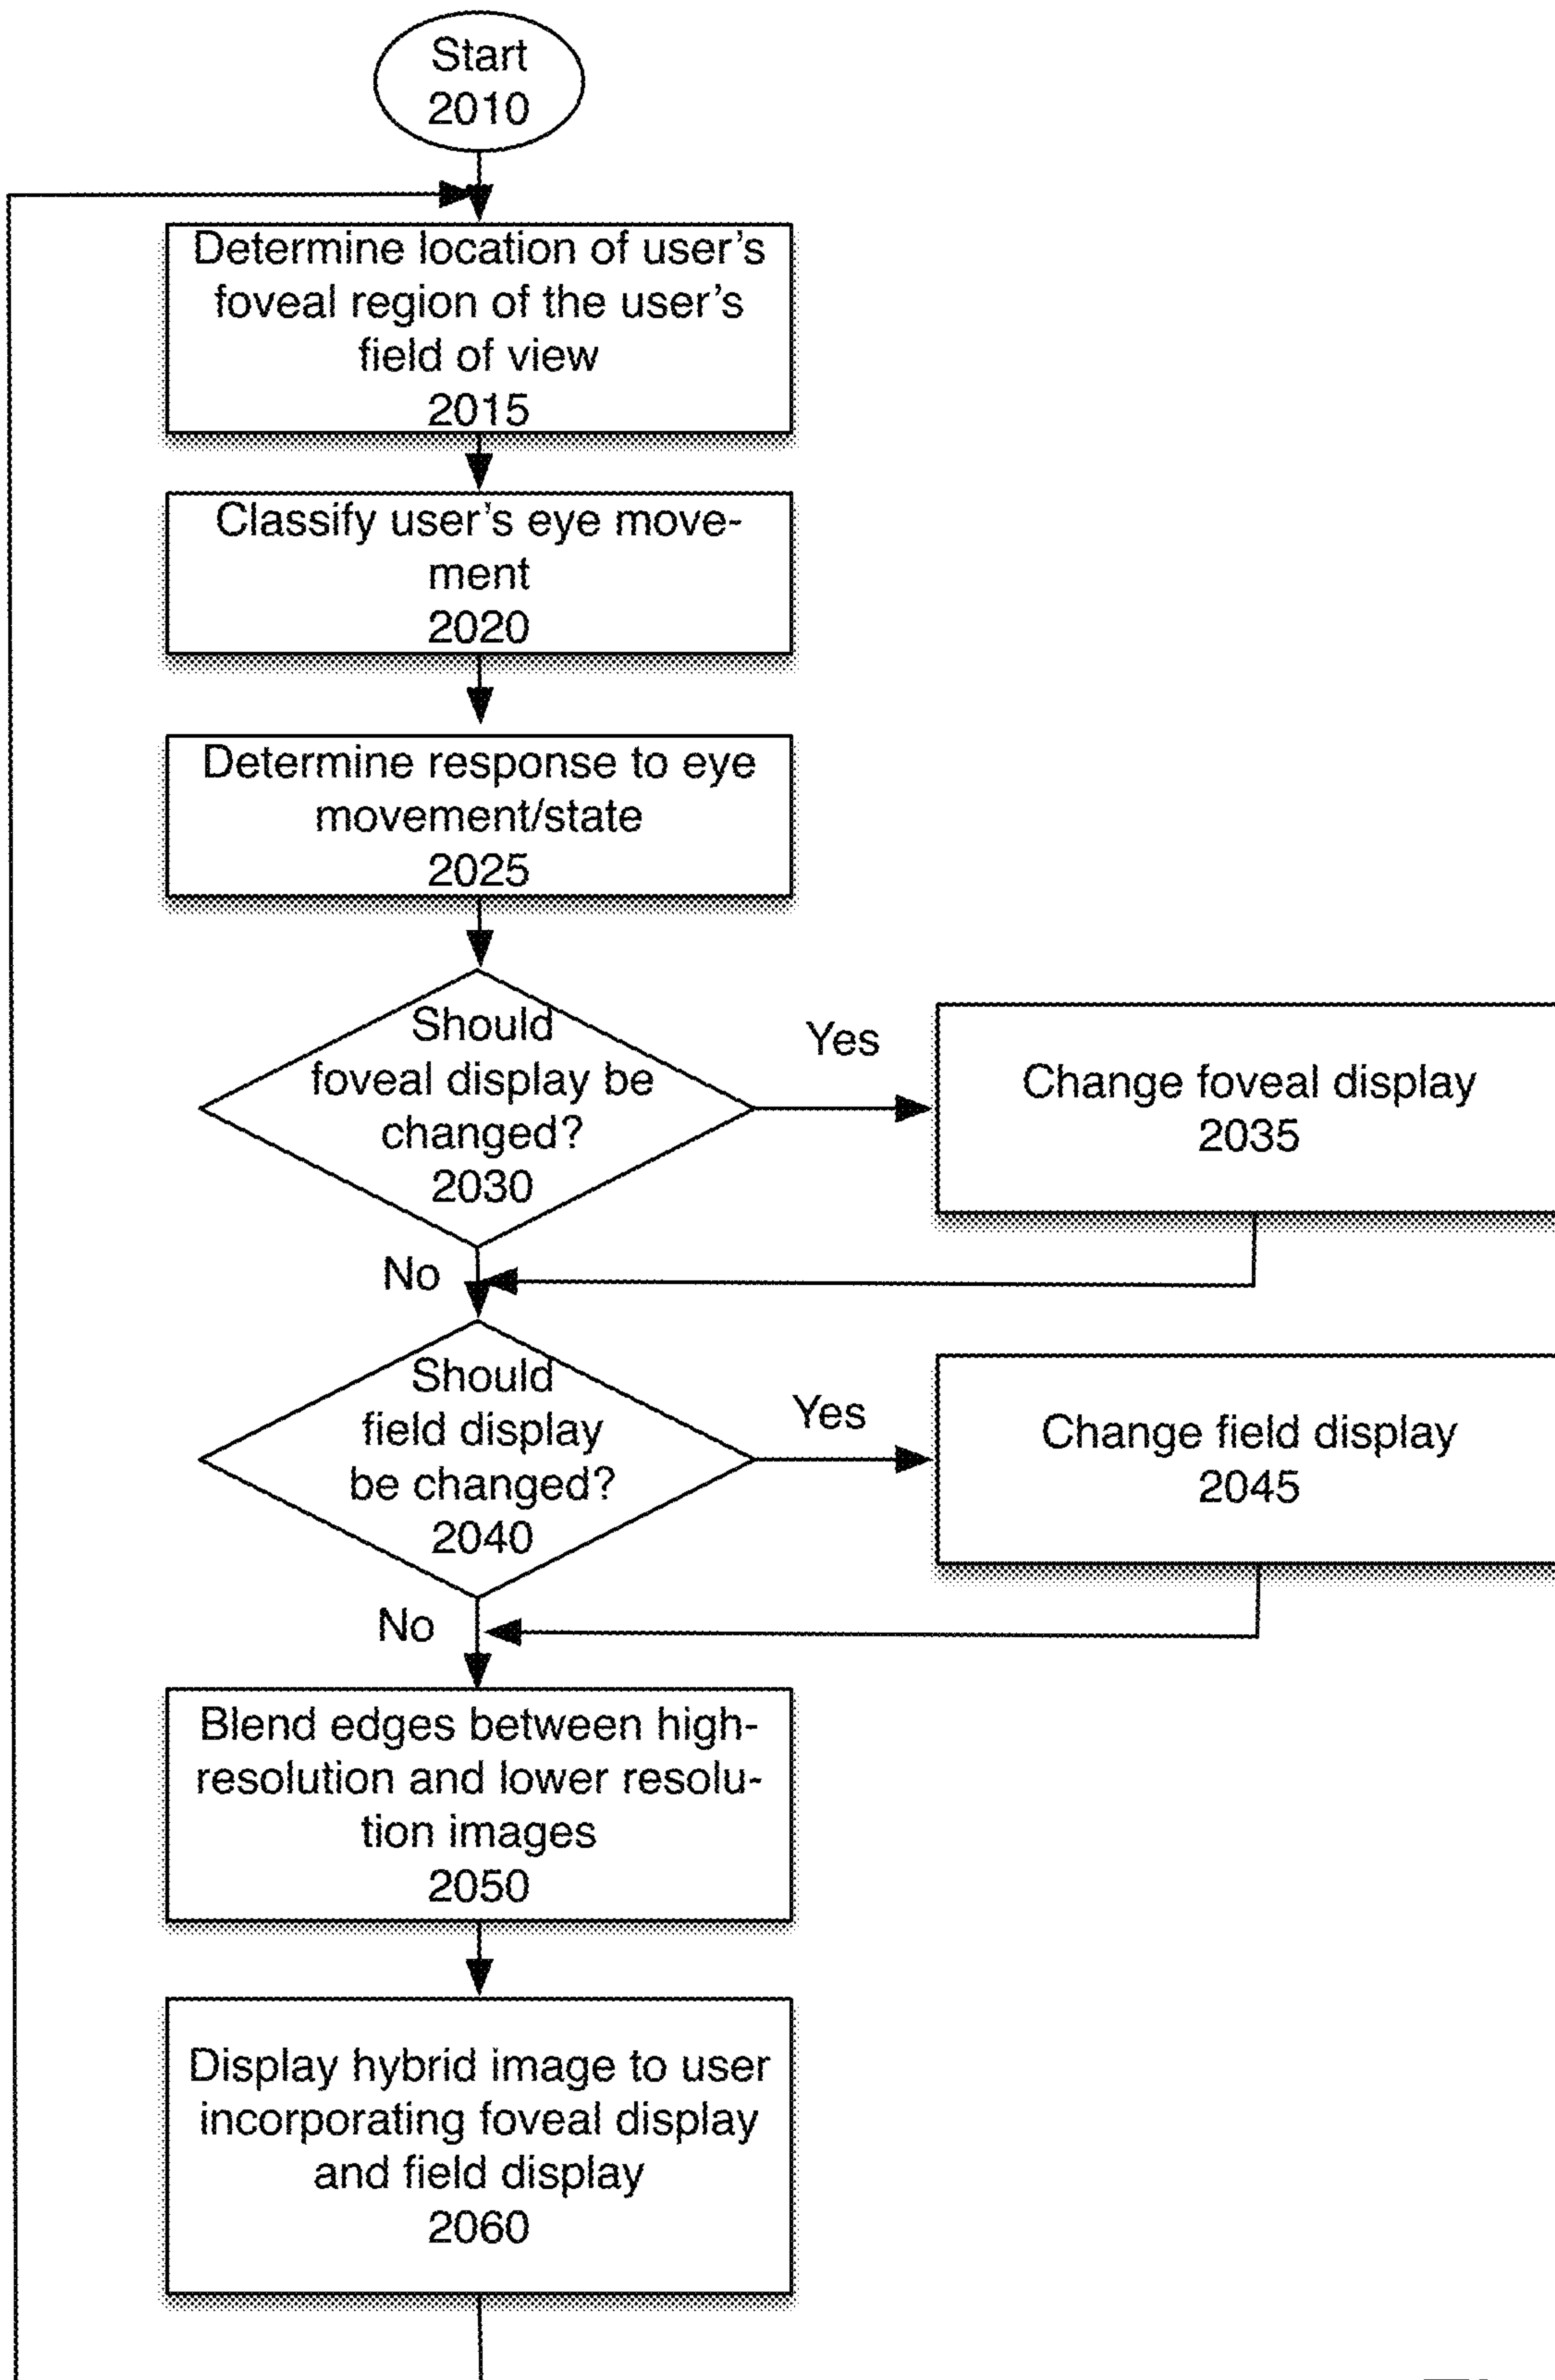 Start
2010
Determine location of user's
foveal region of the user's
field of view
2015
Classify user's eye move-
ment
2020
Determine response to eye
movement/state
2025
Should
foveal display be
changed?
2030
Yes
Change foveal display
2035
No
Should
field display
be changed?
2040
Yes
Change field display
2045
No
Blend edges between high-
resolution and lower resolu-
tion images
2050
Display hybrid image to user
incorporating foveal display
and field display
2060